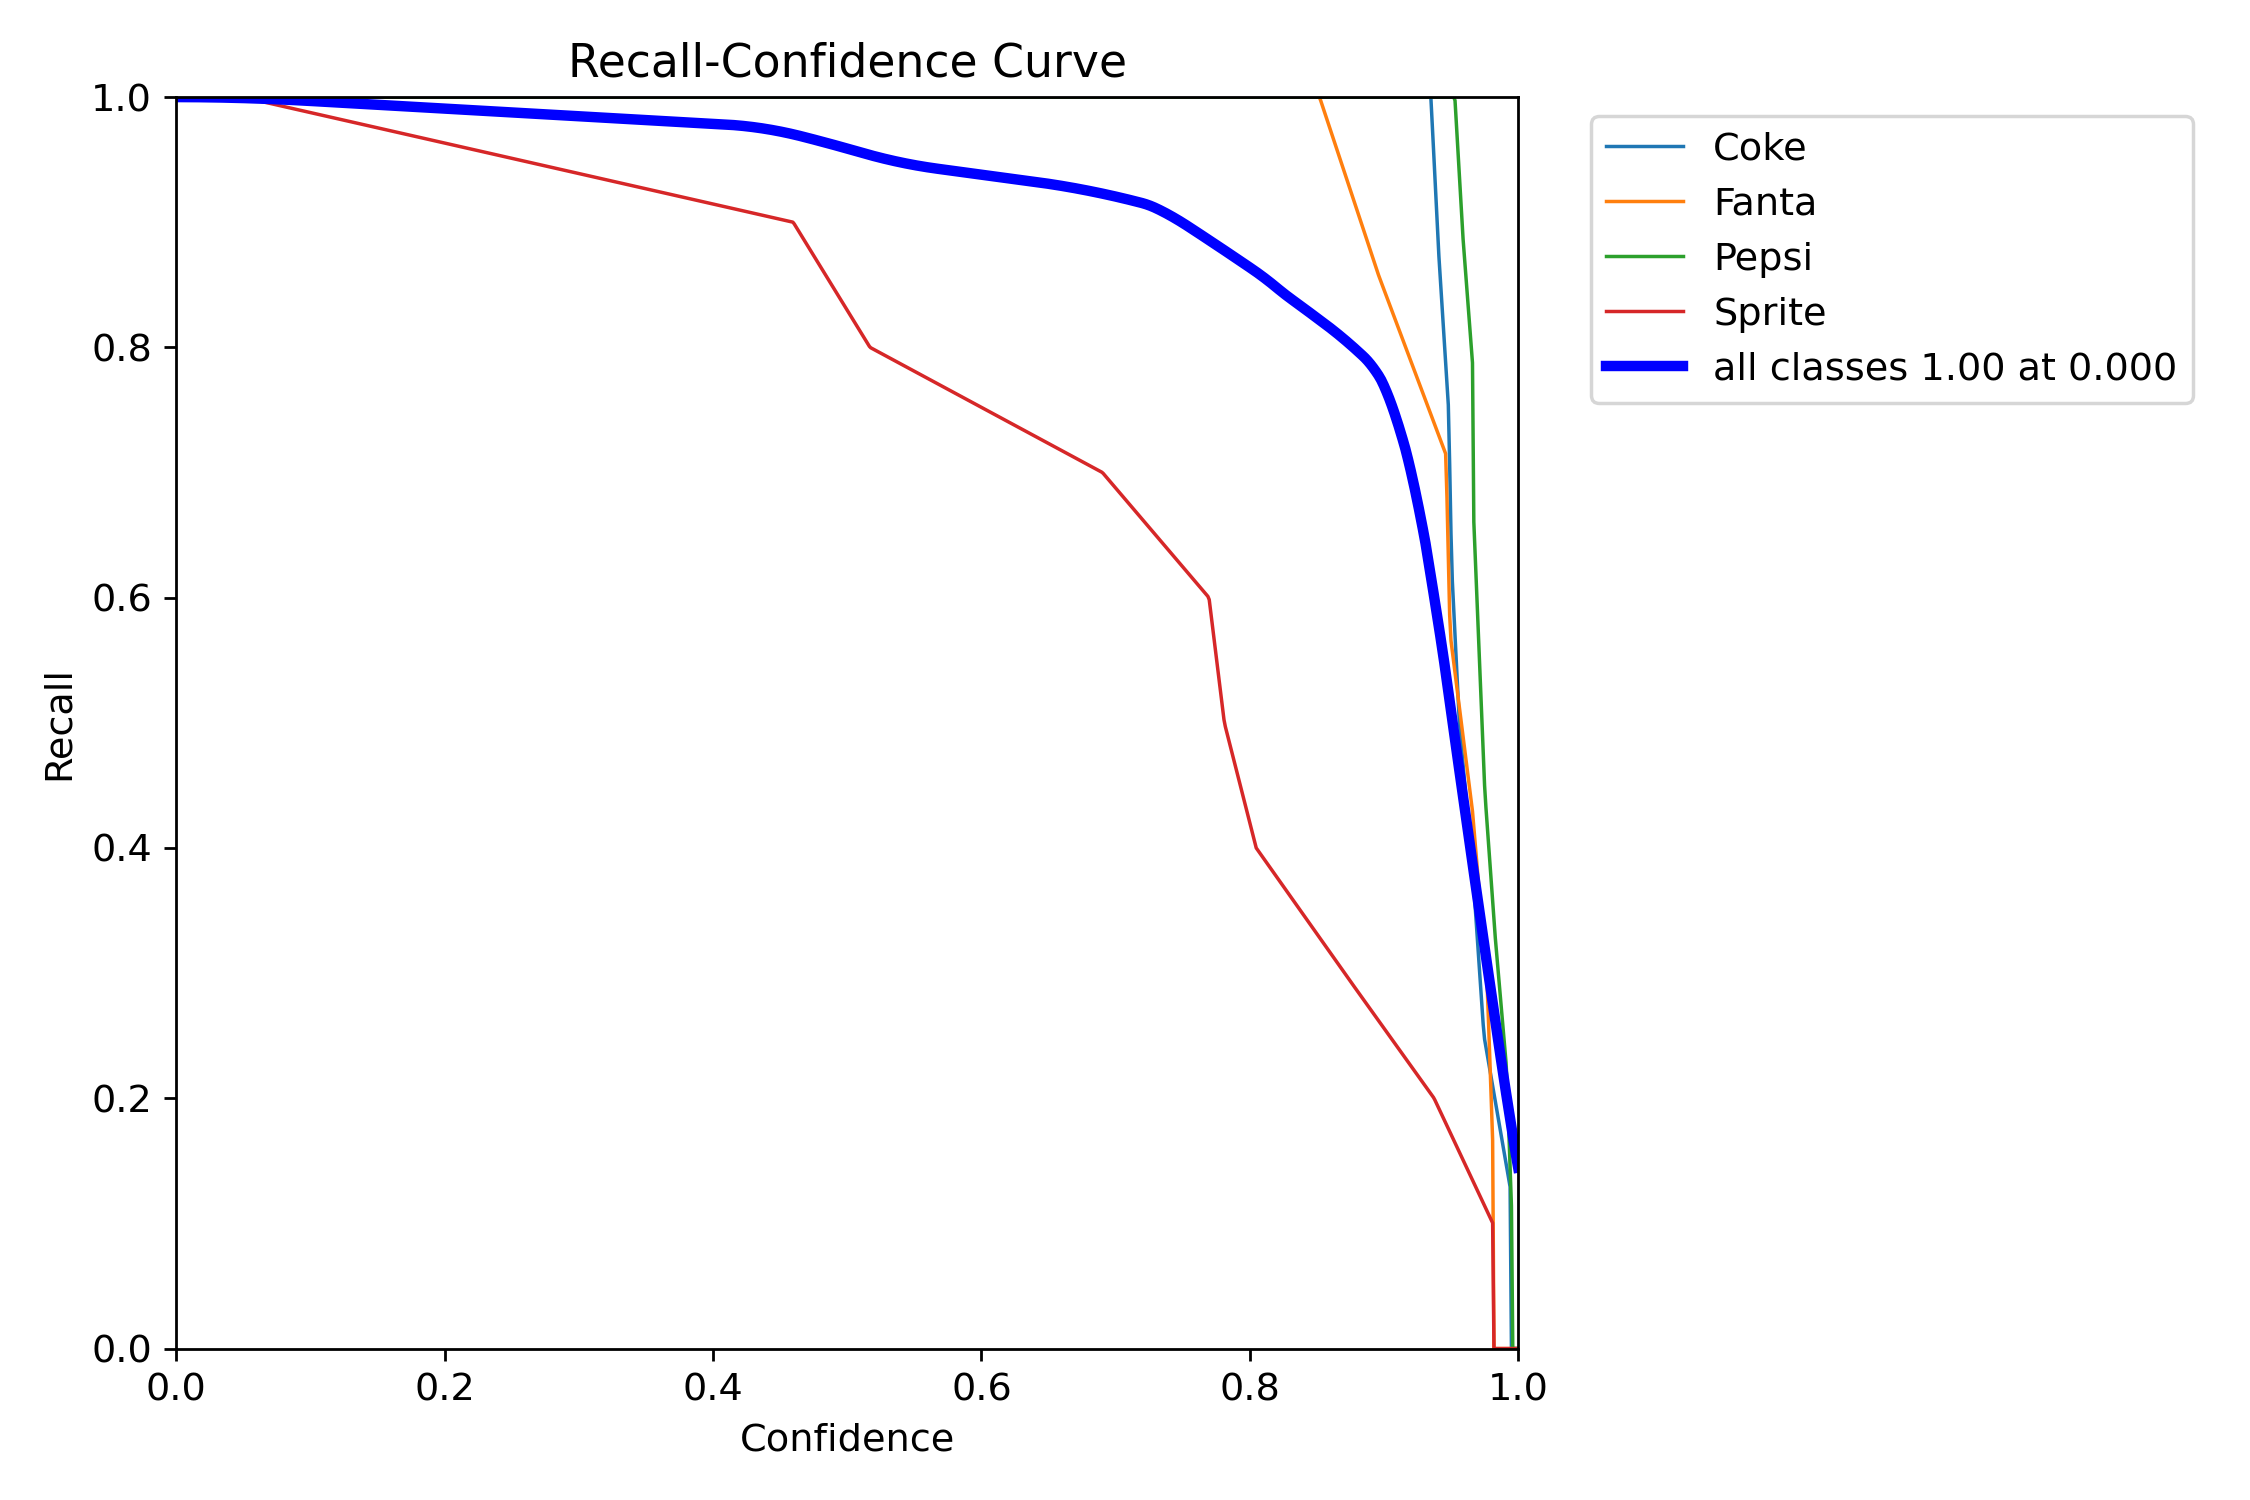 Recall-Confidence Curve
1.0
0.8
0.6
0.4
0.2
0.0
Recall
0.0 0.2 0.4 0.6 0.8 1.0
Confidence
Coke
Fanta
Pepsi
Sprite
all classes 1.00 at 0.000